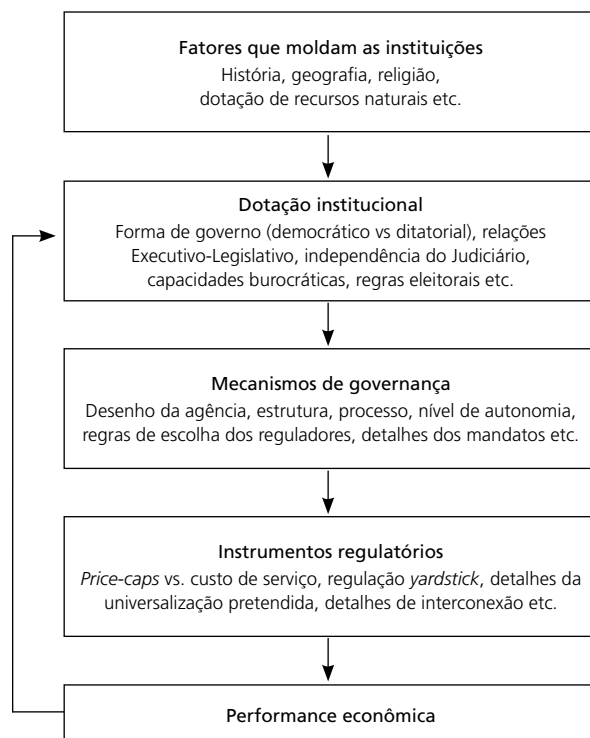 Fatores que moldam as instituições
História, geografia, religião,
dotação de recursos naturais etc.
Dotação institucional
Forma de governo (democrático vs ditatorial), relações
Executivo-Legislativo, independência do Judiciário,
capacidades burocráticas, regras eleitorais etc.
Mecanismos de governança
Desenho da agência, estrutura, processo, nível de autonomia,
regras de escolha dos reguladores, detalhes dos mandatos etc.
Instrumentos regulatórios
Price-caps vs. custo de serviço, regulação yardstick, detalhes da
universalização pretendida, detalhes de interconexão etc.
Performance econômica